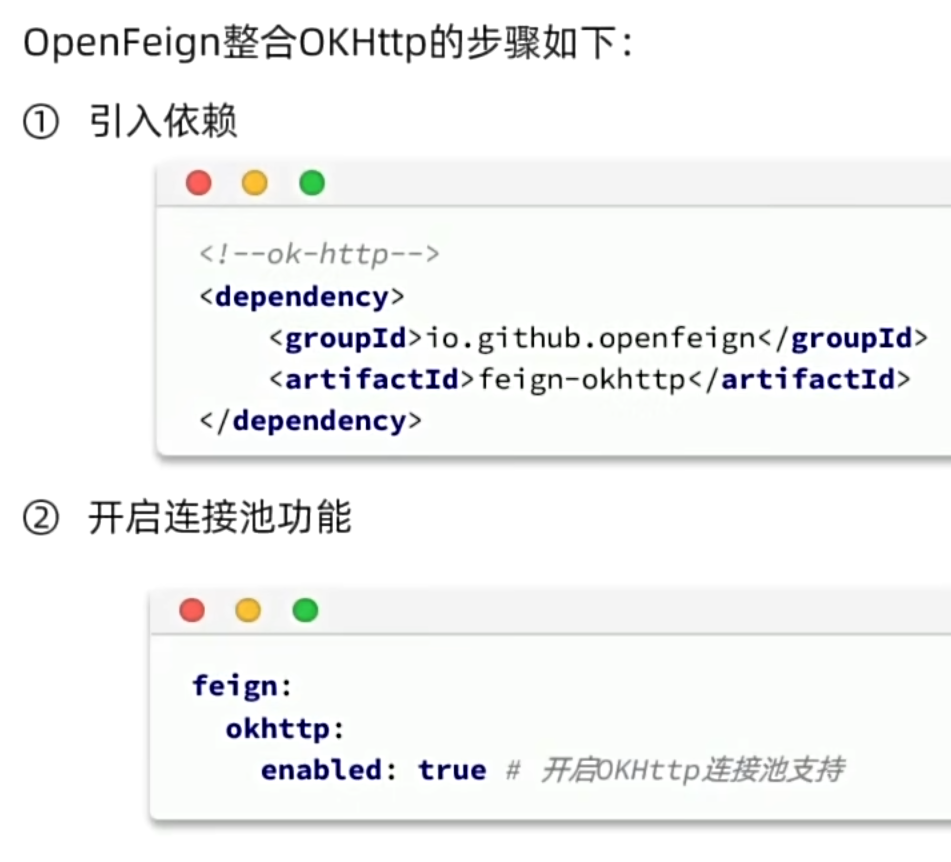 OpenFeign整合OKHttp的步骤如下：
① 引入依赖
<!--ok-http-->
<dependency>
    <groupId>io.github.openfeign</groupId>
    <artifactId>feign-okhttp</artifactId>
</dependency>
② 开启连接池功能
feign:
  okhttp:
    enabled: true # 开启OKHttp连接池支持